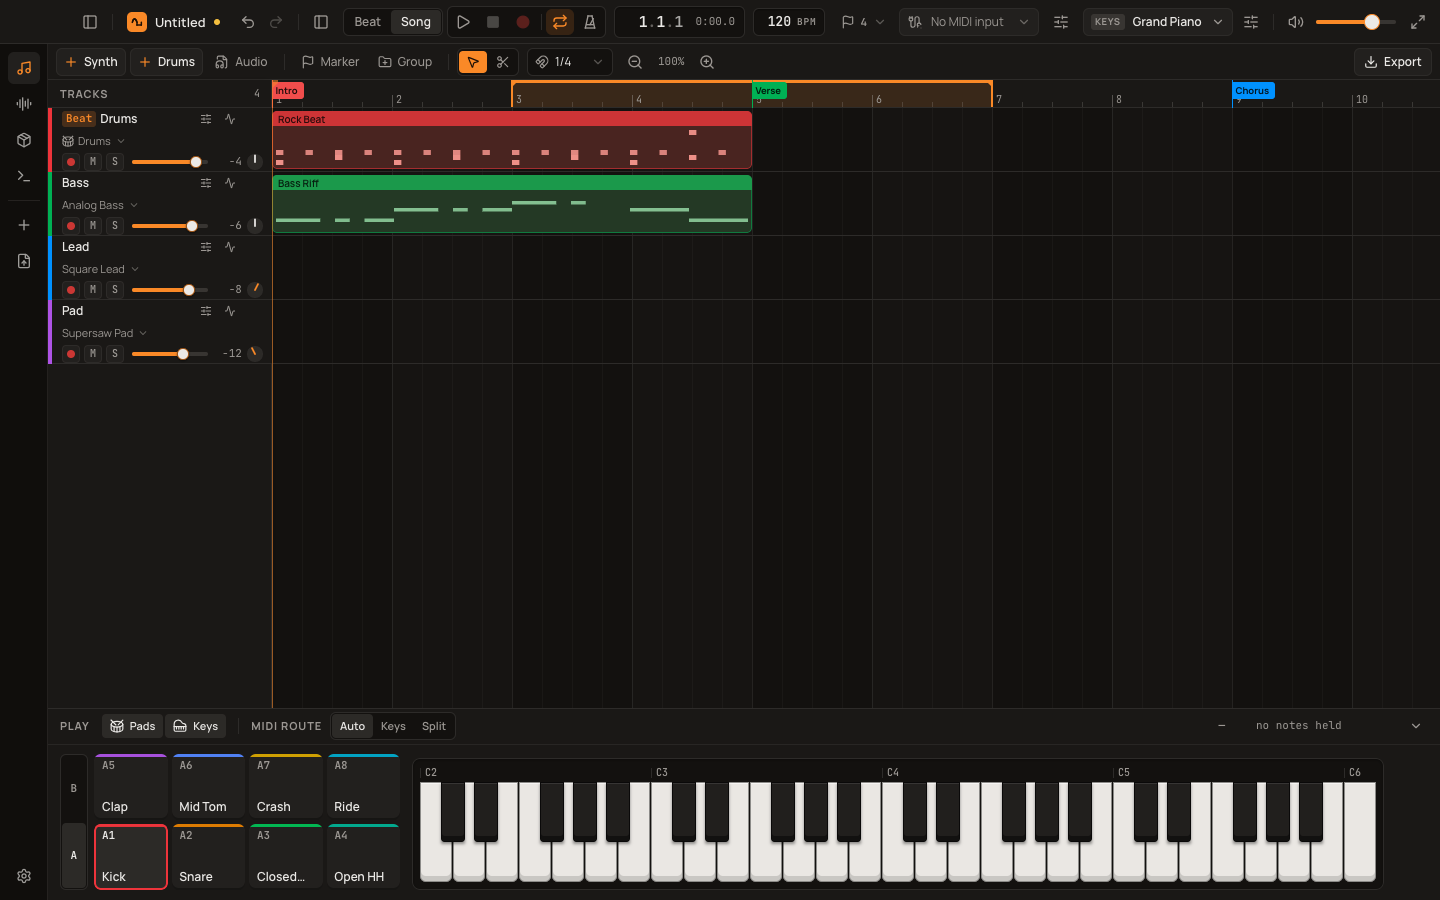 Untitled
Beat Song
1.1.1 0:00.0
120 BPM
4
No MIDI input
KEYS Grand Piano
Synth
Drums
Audio
Marker
Group
1/4
100%
Export
TRACKS 4
Intro Verse Chorus
1 2 3 4 5 6 7 8 9 10
Beat Drums
Drums
M S -4
Rock Beat
Bass
Analog Bass
M S -6
Bass Riff
Lead
Square Lead
M S -8
Pad
Supersaw Pad
M S -12
PLAY Pads Keys MIDI ROUTE Auto Keys Split – no notes held
B
A
A5 A6 A7 A8
Clap Mid Tom Crash Ride
A1 A2 A3 A4
Kick Snare Closed... Open HH
C2 C3 C4 C5 C6